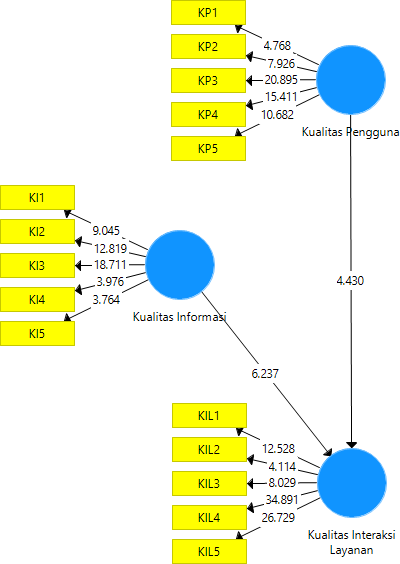 KP1
4.768
KP2
7.926
KP3
20.895
KP4
15.411
KP5
10.682
Kualitas Pengguna
KI1
9.045
KI2
12.819
KI3
18.711
KI4
3.976
KI5
3.764
Kualitas Informasi
4.430
6.237
KIL1
12.528
KIL2
4.114
KIL3
8.029
KIL4
34.891
KIL5
26.729
Kualitas Interaksi
Layanan